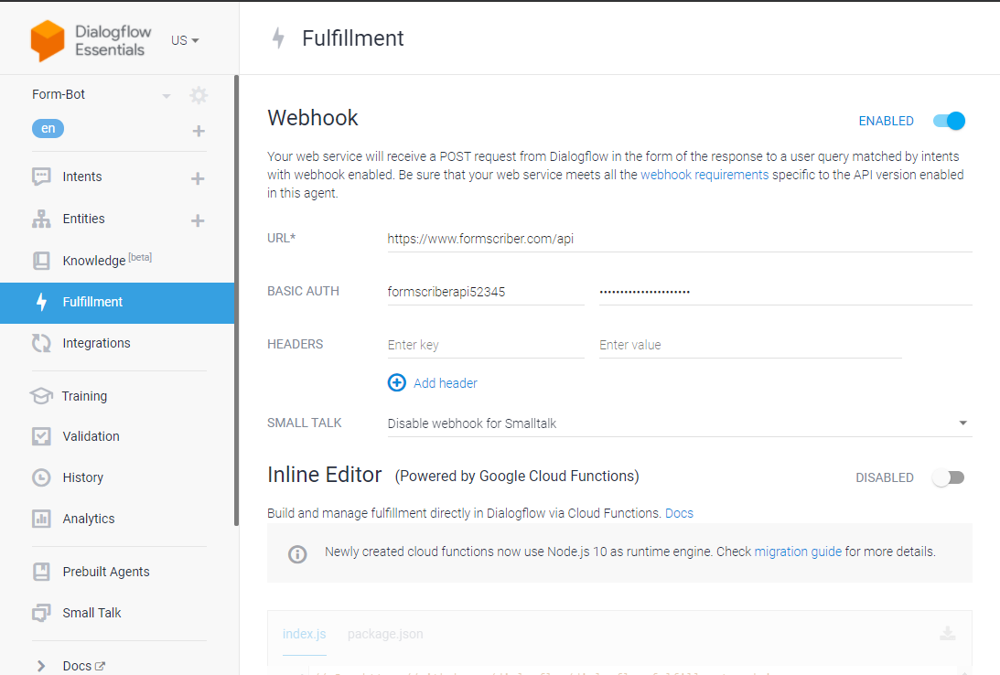 Dialogflow
Essentials
US
Fulfillment
Form-Bot
en
Intents
Entities
Knowledge [beta]
Fulfillment
Integrations
Training
Validation
History
Analytics
Prebuilt Agents
Small Talk
Docs
Webhook
ENABLED
Your web service will receive a POST request from Dialogflow in the form of the response to a user query matched by intents
with webhook enabled. Be sure that your web service meets all the webhook requirements specific to the API version enabled
in this agent.
URL* https://www.formscriber.com/api
BASIC AUTH formscriberapi52345 ••••••••••••••••••••••
HEADERS Enter key Enter value
Add header
SMALL TALK Disable webhook for Smalltalk
Inline Editor (Powered by Google Cloud Functions) DISABLED
Build and manage fulfillment directly in Dialogflow via Cloud Functions. Docs
Newly created cloud functions now use Node.js 10 as runtime engine. Check migration guide for more details.
index.js package.json